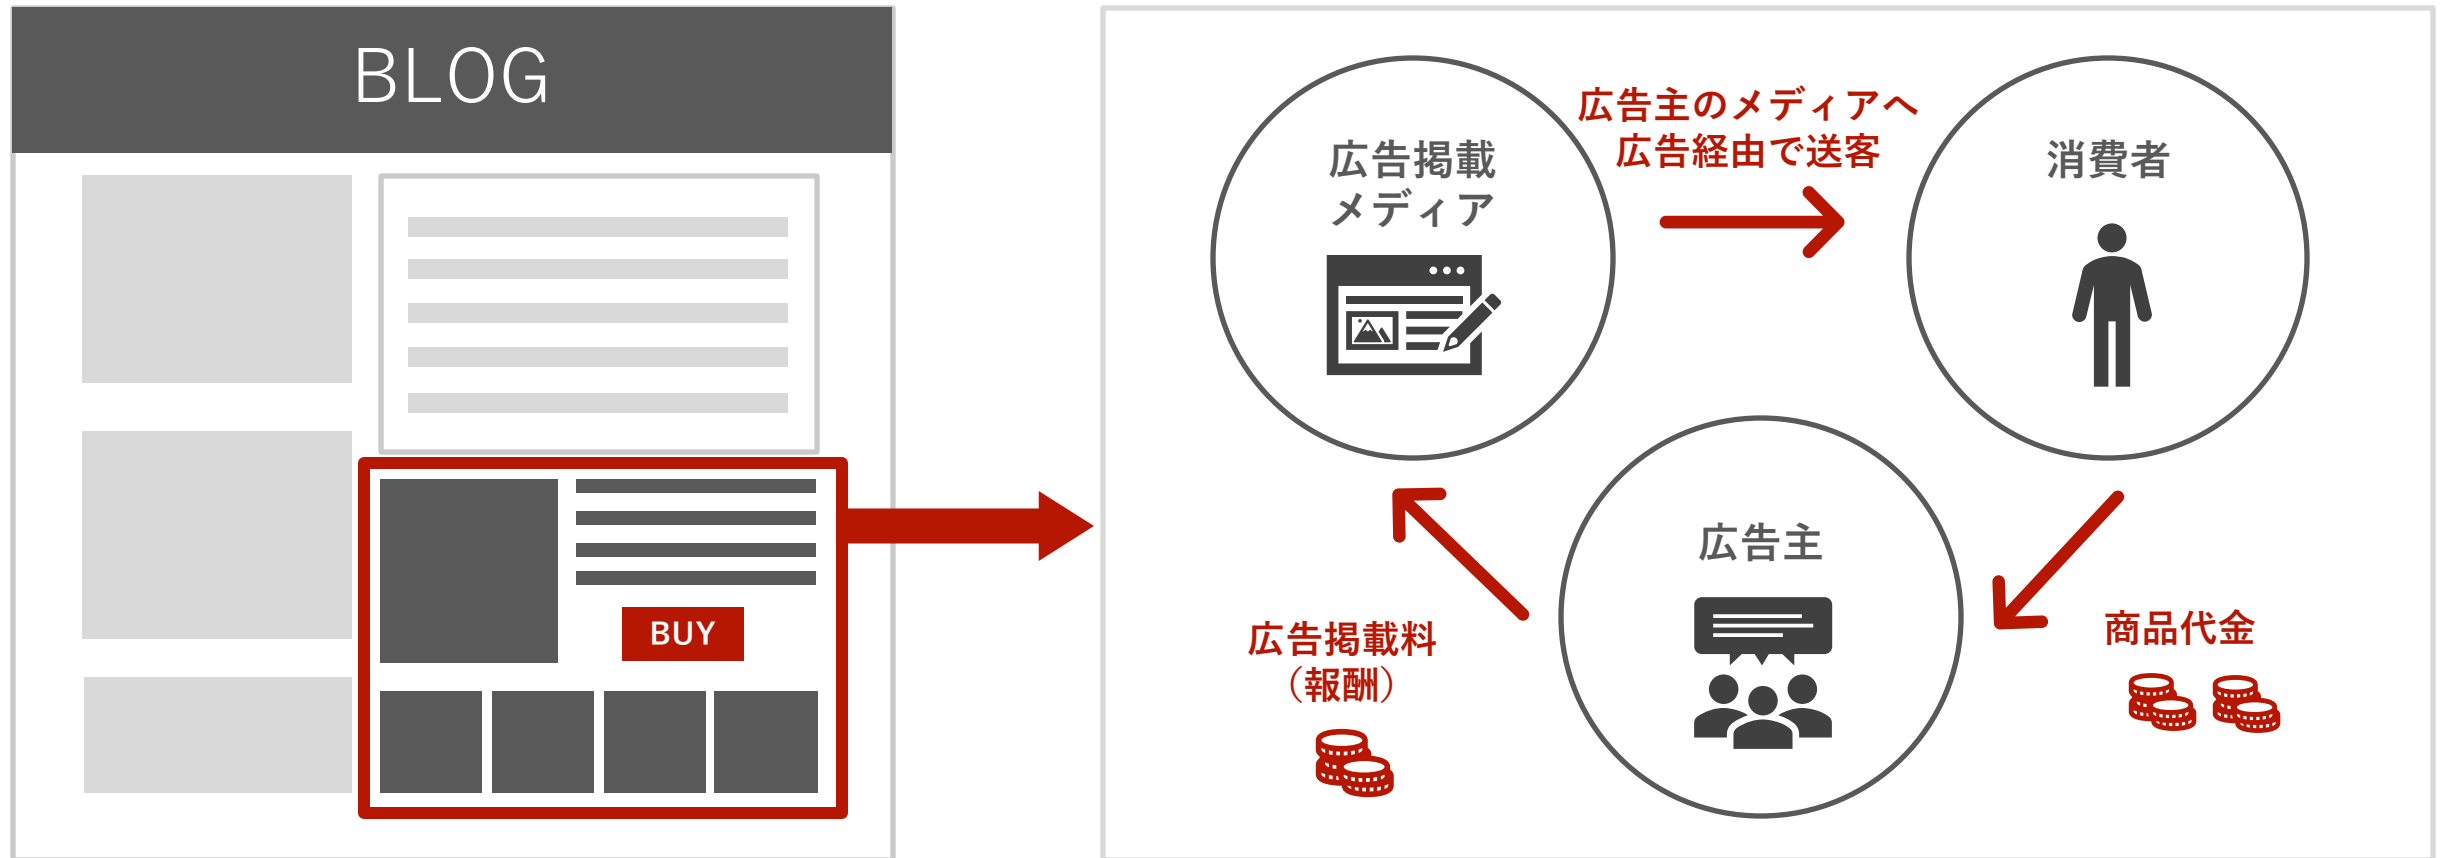 BLOG
BUY
広告掲載
メディア
広告主のメディアへ
広告経由で送客
消費者
広告主
広告掲載料
（報酬）
商品代金